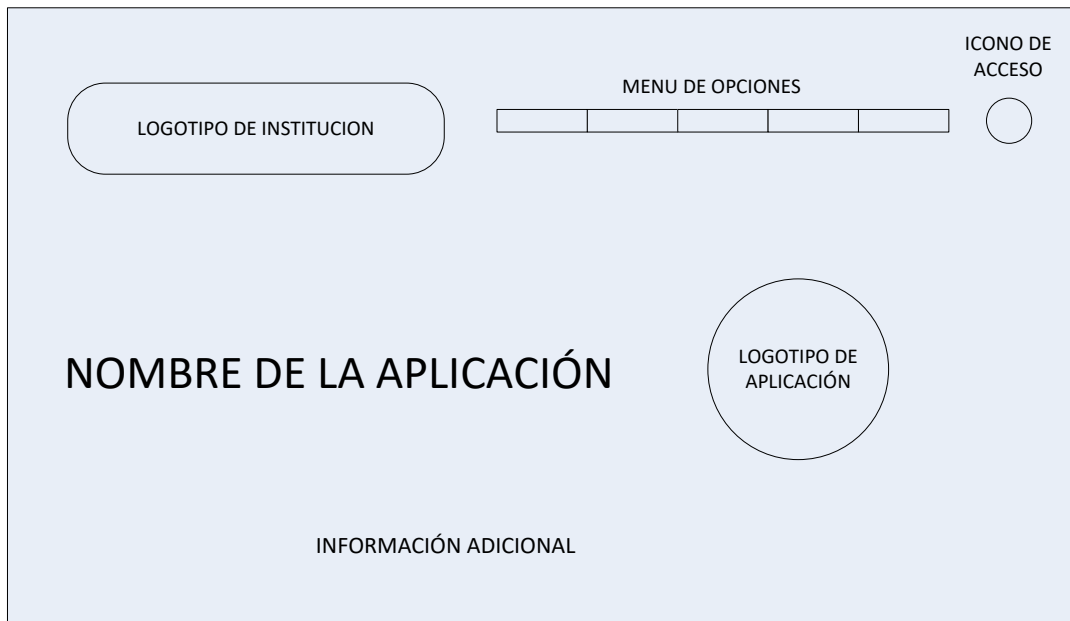 ICONO DE
ACCESO
MENU DE OPCIONES
LOGOTIPO DE INSTITUCION
NOMBRE DE LA APLICACIÓN
LOGOTIPO DE
APLICACIÓN
INFORMACIÓN ADICIONAL